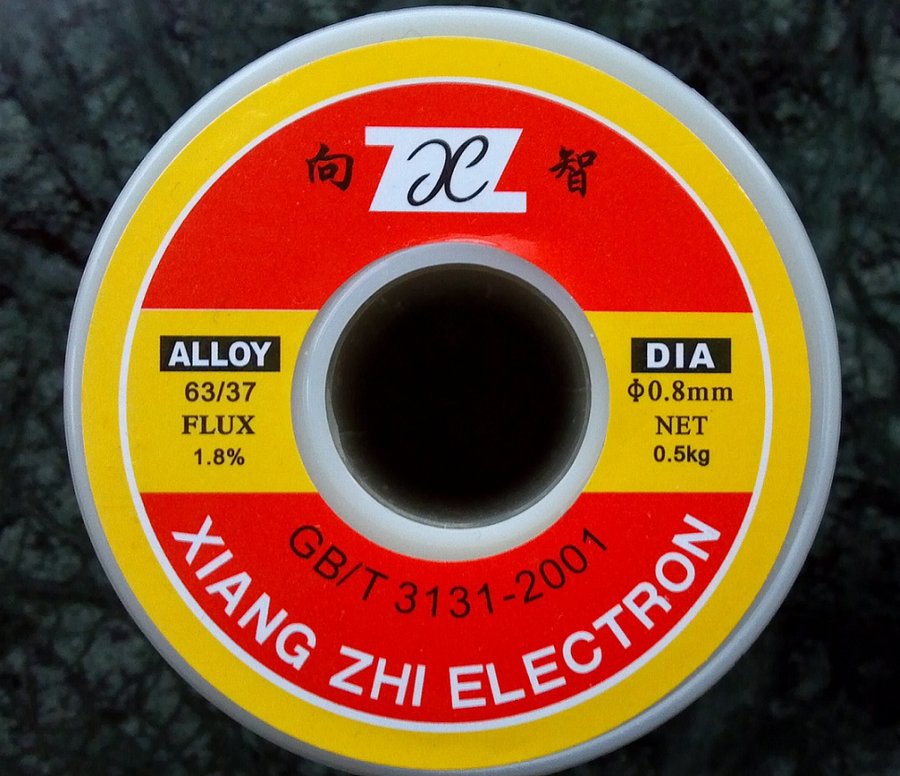 向 ZX 智
ALLOY
63/37
FLUX
1.8%
DIA
Φ0.8mm
NET
0.5kg
GB/T 3131-2001
XIANG ZHI ELECTRON